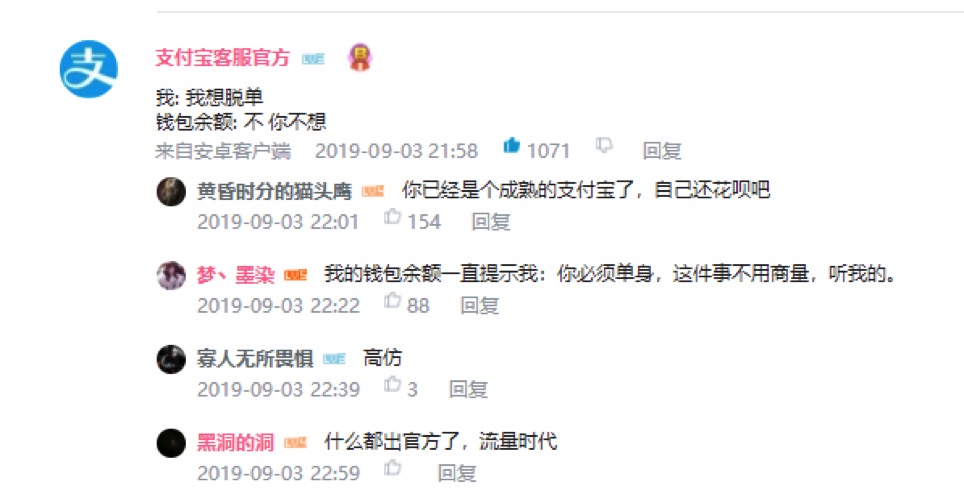 支付宝客服官方
我: 我想脱单
钱包余额: 不 你不想
来自安卓客户端 2019-09-03 21:58 1071 回复
黄昏时分的猫头鹰 你已经是个成熟的支付宝了，自己还花呗吧
2019-09-03 22:01 154 回复
梦丶墨染 我的钱包余额一直提示我：你必须单身，这件事不用商量，听我的。
2019-09-03 22:22 88 回复
寡人无所畏惧 高仿
2019-09-03 22:39 3 回复
黑洞的洞 什么都出官方了，流量时代
2019-09-03 22:59 回复